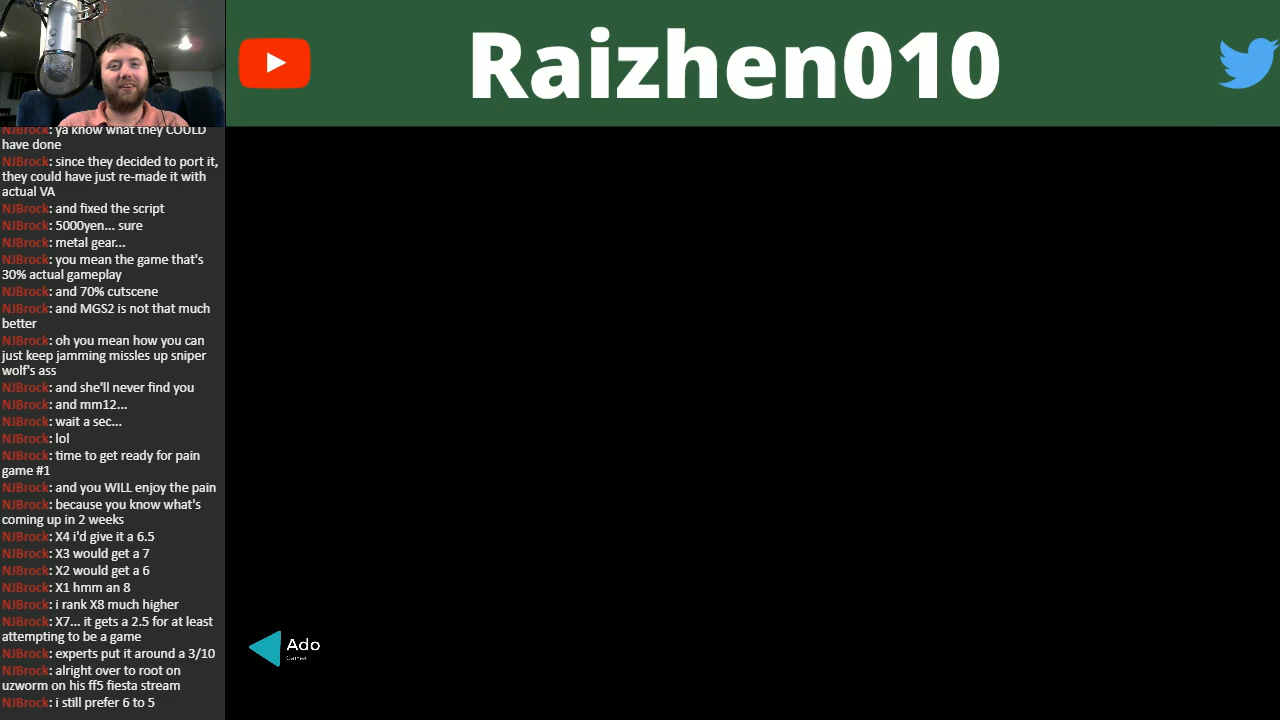 Raizhen010
NJBrock: ya know what they COULD
have done
NJBrock: since they decided to port it,
they could have just re-made it with
actual VA
NJBrock: and fixed the script
NJBrock: 5000yen... sure
NJBrock: metal gear...
NJBrock: you mean the game that's
30% actual gameplay
NJBrock: and 70% cutscene
NJBrock: and MGS2 is not that much
better
NJBrock: oh you mean how you can
just keep jamming missles up sniper
wolf's ass
NJBrock: and she'll never find you
NJBrock: and mm12...
NJBrock: wait a sec...
NJBrock: lol
NJBrock: time to get ready for pain
game #1
NJBrock: and you WILL enjoy the pain
NJBrock: because you know what's
coming up in 2 weeks
NJBrock: X4 i'd give it a 6.5
NJBrock: X3 would get a 7
NJBrock: X2 would get a 6
NJBrock: X1 hmm an 8
NJBrock: i rank X8 much higher
NJBrock: X7... it gets a 2.5 for at least
attempting to be a game
NJBrock: experts put it around a 3/10
NJBrock: alright over to root on
uzworm on his ff5 fiesta stream
NJBrock: i still prefer 6 to 5
Ado